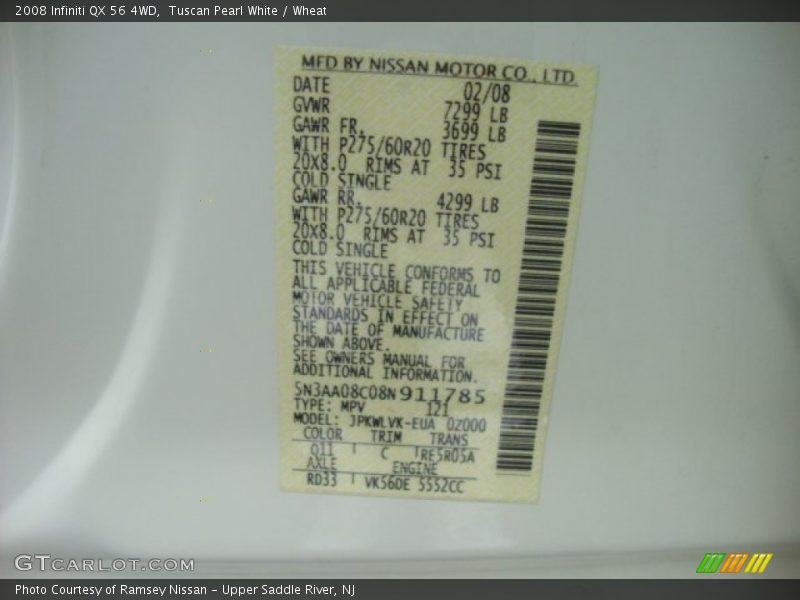 2008 Infiniti QX 56 4WD, Tuscan Pearl White / Wheat
MFD BY NISSAN MOTOR CO., LTD.
DATE 02/08
GVWR 7299 LB
GAWR FR. 3699 LB
WITH P275/60R20 TIRES
20X8.0 RIMS AT 35 PSI
COLD SINGLE
GAWR RR. 4299 LB
WITH P275/60R20 TIRES
20X8.0 RIMS AT 35 PSI
COLD SINGLE
THIS VEHICLE CONFORMS TO
ALL APPLICABLE FEDERAL
MOTOR VEHICLE SAFETY
STANDARDS IN EFFECT ON
THE DATE OF MANUFACTURE
SHOWN ABOVE.
SEE OWNERS MANUAL FOR
ADDITIONAL INFORMATION.
5N3AA08C08N911785
TYPE: MPV 121
MODEL: JPKWLVK-EUA 0Z000
COLOR TRIM TRANS
Q11 C RE5R05A
AXLE ENGINE
RD33 VK56DE 5552CC
GTCARLOT.COM
Photo Courtesy of Ramsey Nissan - Upper Saddle River, NJ